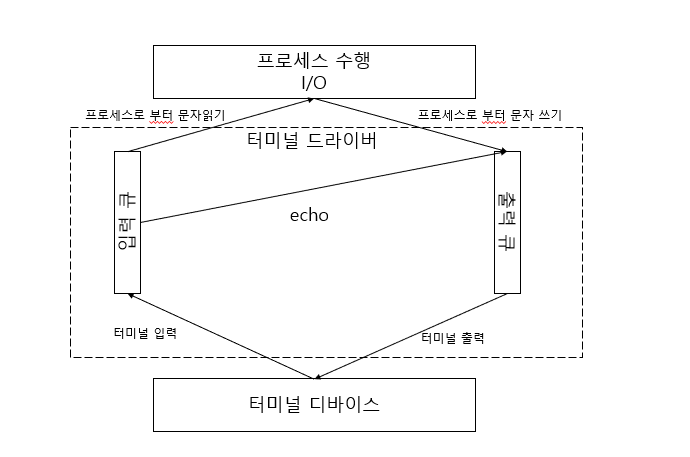 프로세스 수행
I/O
프로세스로 부터 문자읽기
프로세스로 부터 문자 쓰기
터미널 드라이버
입력 큐
출력 큐
echo
터미널 입력
터미널 출력
터미널 디바이스